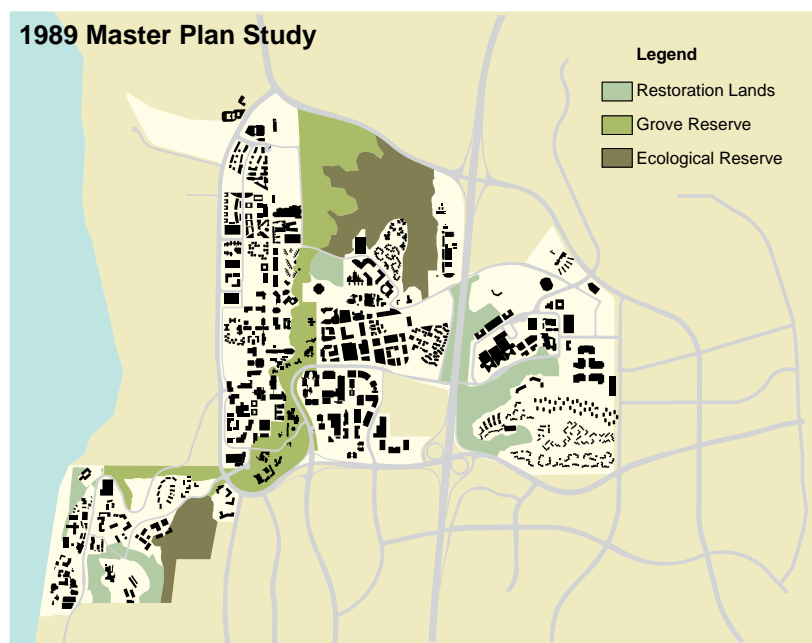 1989 Master Plan Study
Legend
Restoration Lands
Grove Reserve
Ecological Reserve